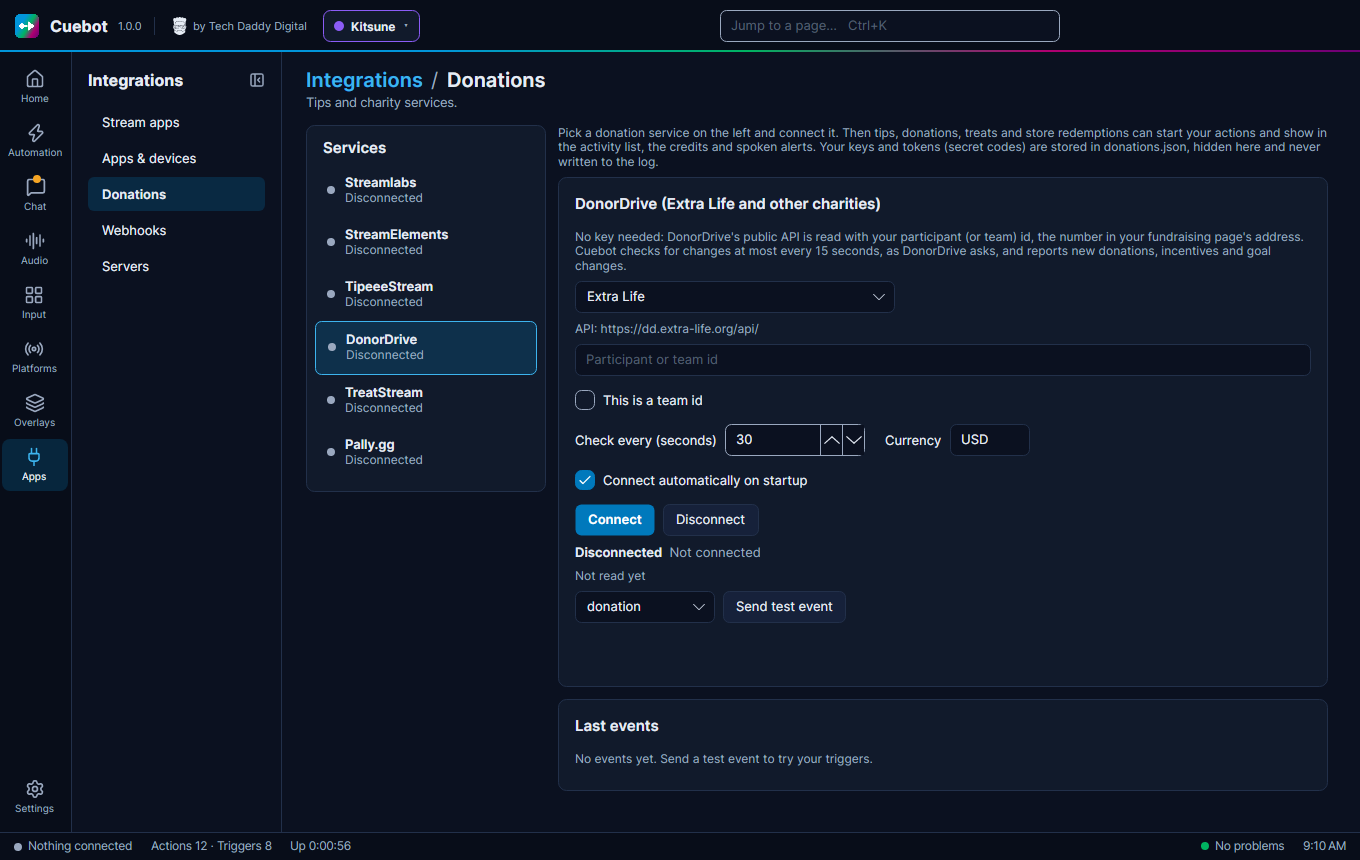 Cuebot 1.0.0 by Tech Daddy Digital Kitsune
Jump to a page... Ctrl+K
Home
Automation
Chat
Audio
Input
Platforms
Overlays
Apps
Settings
Integrations
Stream apps
Apps & devices
Donations
Webhooks
Servers
Integrations / Donations
Tips and charity services.
Services
Streamlabs
Disconnected
StreamElements
Disconnected
TipeeeStream
Disconnected
DonorDrive
Disconnected
TreatStream
Disconnected
Pally.gg
Disconnected
Pick a donation service on the left and connect it. Then tips, donations, treats and store redemptions can start your actions and show in
the activity list, the credits and spoken alerts. Your keys and tokens (secret codes) are stored in donations.json, hidden here and never
written to the log.
DonorDrive (Extra Life and other charities)
No key needed: DonorDrive's public API is read with your participant (or team) id, the number in your fundraising page's address.
Cuebot checks for changes at most every 15 seconds, as DonorDrive asks, and reports new donations, incentives and goal
changes.
Extra Life
API: https://dd.extra-life.org/api/
Participant or team id
This is a team id
Check every (seconds) 30 Currency USD
Connect automatically on startup
Connect Disconnect
Disconnected Not connected
Not read yet
donation Send test event
Last events
No events yet. Send a test event to try your triggers.
Nothing connected Actions 12 · Triggers 8 Up 0:00:56
No problems 9:10 AM